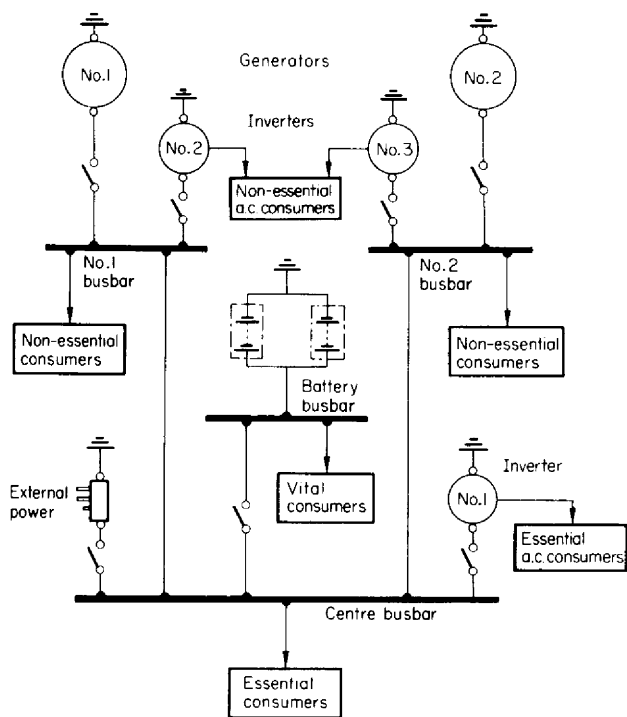 No.1
Generators
No.2
No.2
Inverters
No.3
Non-essential
a.c. consumers
No.1
busbar
No.2
busbar
Non-essential
consumers
Non-essential
consumers
Battery
busbar
External
power
Vital
consumers
Inverter
No.1
Essential
a.c. consumers
Centre busbar
Essential
consumers